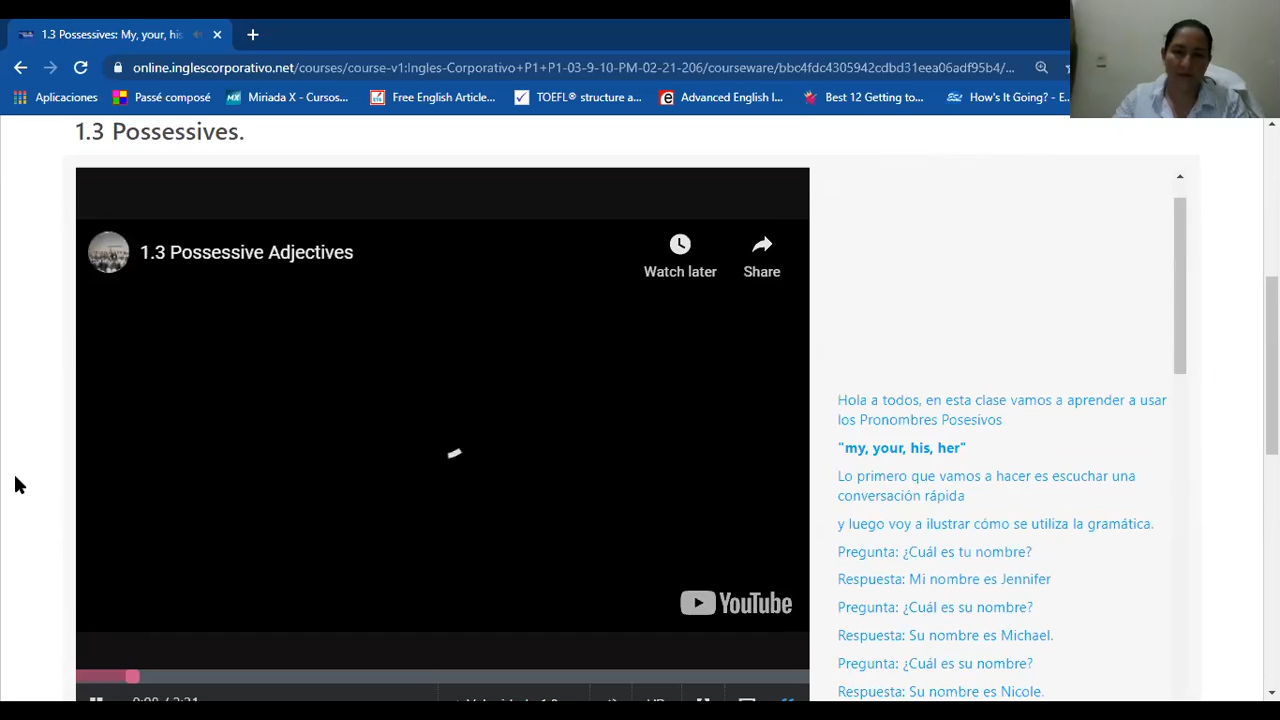 1.3 Possessives: My, your, his
online.inglescorporativo.net/courses/course-v1:Ingles-Corporativo+P1+P1-03-9-10-PM-02-21-206/courseware/bbc4fdc4305942cdbd31eea06adf95b4/...
Aplicaciones Passé composé Miriada X - Cursos... Free English Article... TOEFL® structure a... Advanced English I... Best 12 Getting to... How's It Going? - E...
1.3 Possessives.
1.3 Possessive Adjectives
Watch later
Share
YouTube
Hola a todos, en esta clase vamos a aprender a usar
los Pronombres Posesivos
"my, your, his, her"
Lo primero que vamos a hacer es escuchar una
conversación rápida
y luego voy a ilustrar cómo se utiliza la gramática.
Pregunta: ¿Cuál es tu nombre?
Respuesta: Mi nombre es Jennifer
Pregunta: ¿Cuál es su nombre?
Respuesta: Su nombre es Michael.
Pregunta: ¿Cuál es su nombre?
Respuesta: Su nombre es Nicole.